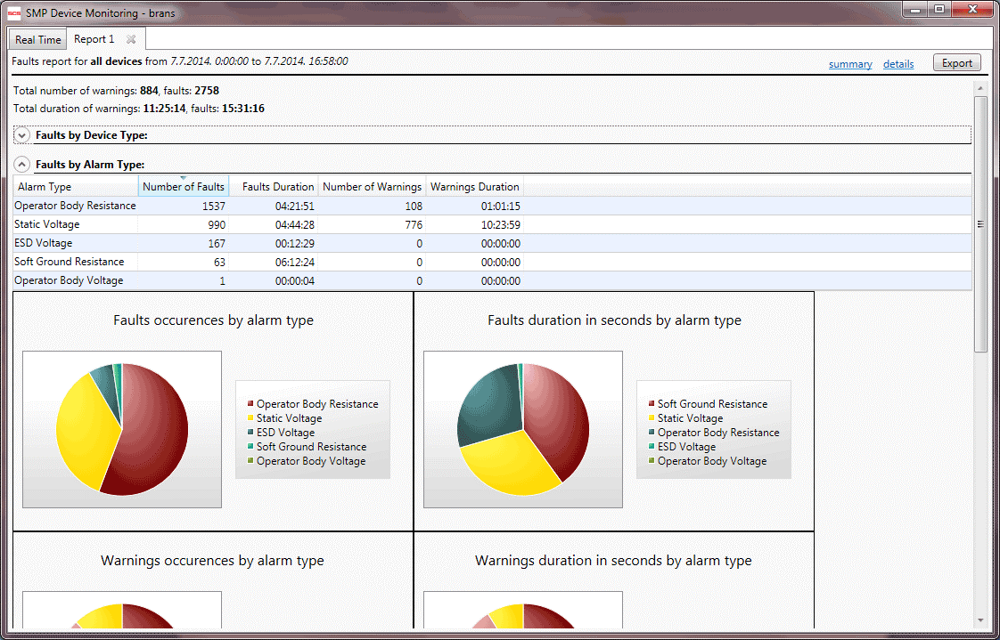 SCS SMP Device Monitoring - brans
Real Time Report 1
Faults report for all devices from 7.7.2014. 0:00:00 to 7.7.2014. 16:58:00 summary details Export
Total number of warnings: 884, faults: 2758
Total duration of warnings: 11:25:14, faults: 15:31:16
Faults by Device Type:
Faults by Alarm Type:
Alarm Type Number of Faults Faults Duration Number of Warnings Warnings Duration
Operator Body Resistance 1537 04:21:51 108 01:01:15
Static Voltage 990 04:44:28 776 10:23:59
ESD Voltage 167 00:12:29 0 00:00:00
Soft Ground Resistance 63 06:12:24 0 00:00:00
Operator Body Voltage 1 00:00:04 0 00:00:00
Faults occurences by alarm type
Operator Body Resistance
Static Voltage
ESD Voltage
Soft Ground Resistance
Operator Body Voltage
Faults duration in seconds by alarm type
Soft Ground Resistance
Static Voltage
Operator Body Resistance
ESD Voltage
Operator Body Voltage
Warnings occurences by alarm type
Warnings duration in seconds by alarm type